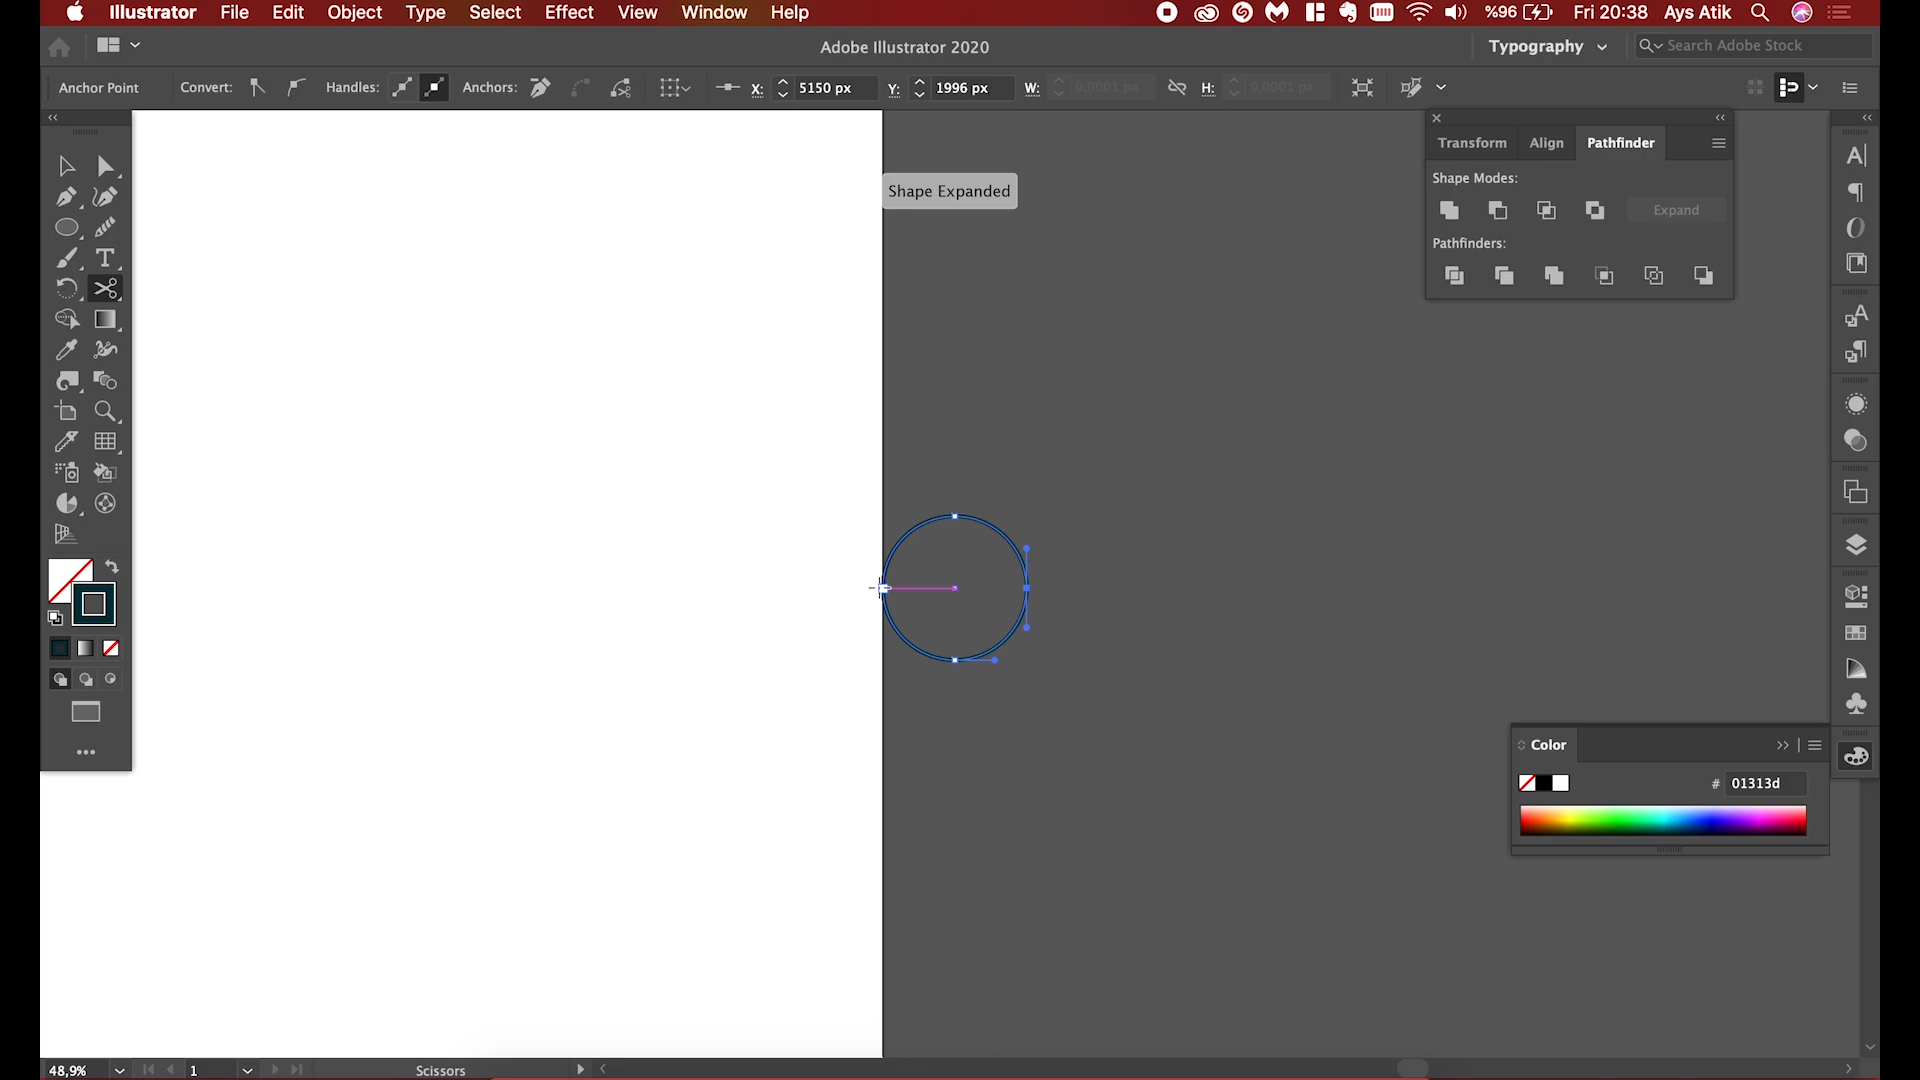 Illustrator File Edit Object Type Select Effect View Window Help %96 Fri 20:38 Ays Atik
Adobe Illustrator 2020 Typography Search Adobe Stock
Anchor Point Convert: Handles: Anchors: X: 5150 px Y: 1996 px W: 0,0001 px H: 0,0001 px
Transform Align Pathfinder
Shape Modes:
Shape Expanded
Expand
Pathfinders:
Color
# 01313d
48,9% 1 Scissors